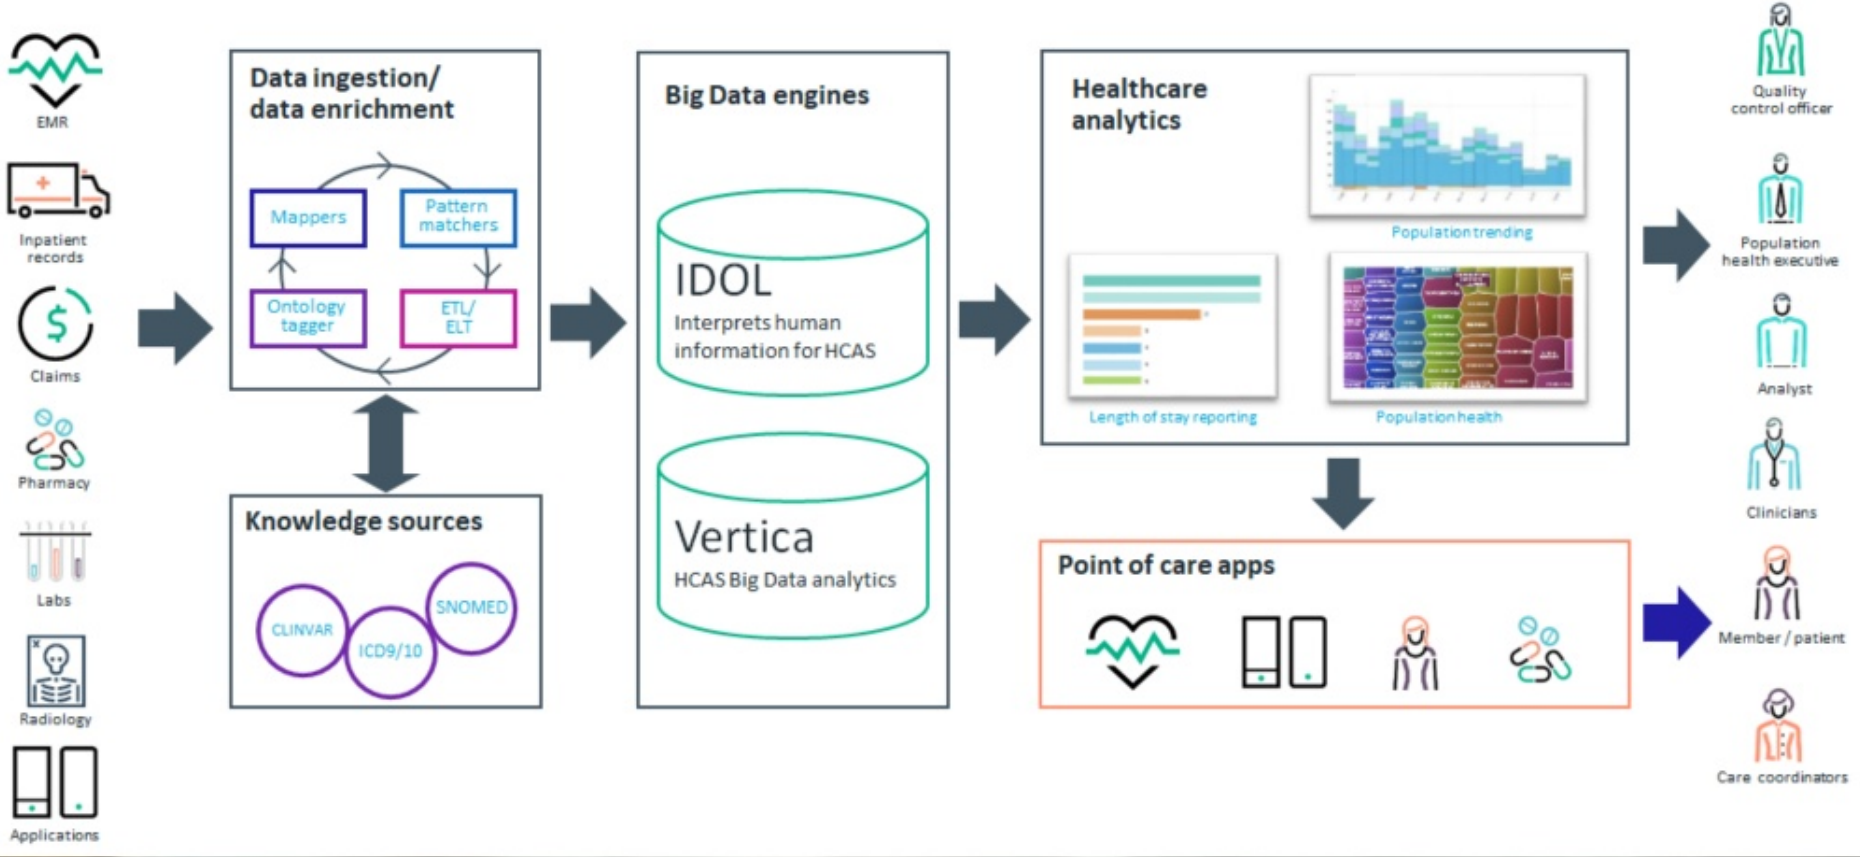 EMR
Inpatient
records
Claims
Pharmacy
Labs
Radiology
Applications
Data ingestion/
data enrichment
Mappers
Pattern
matchers
Ontology
tagger
ETL/
ELT
Knowledge sources
CLINVAR
ICD9/10
SNOMED
Big Data engines
IDOL
Interprets human
information for HCAS
Vertica
HCAS Big Data analytics
Healthcare
analytics
Population trending
Length of stay reporting
Population health
Point of care apps
Quality
control officer
Population
health executive
Analyst
Clinicians
Member / patient
Care coordinators